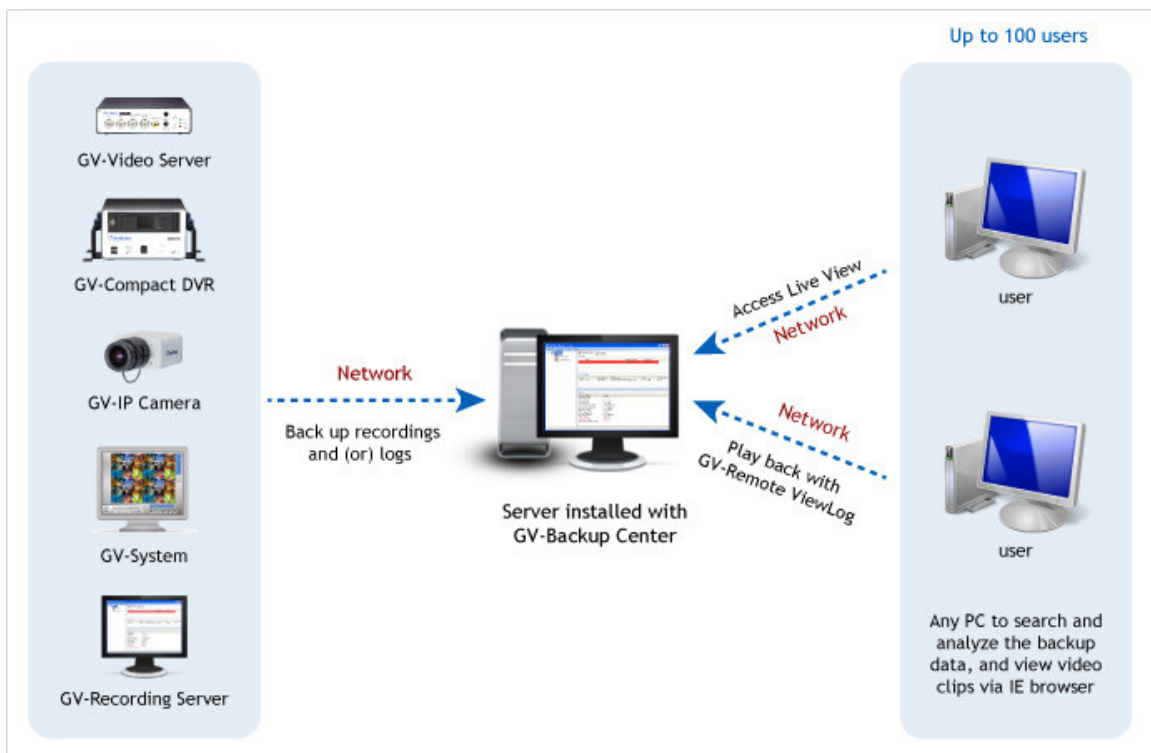 Up to 100 users
GV-Video Server
GV-Compact DVR
GV-IP Camera
GV-System
GV-Recording Server
Network
Back up recordings
and (or) logs
Server installed with
GV-Backup Center
Access Live View
Network
Network
Play back with
GV-Remote ViewLog
user
user
Any PC to search and
analyze the backup
data, and view video
clips via IE browser